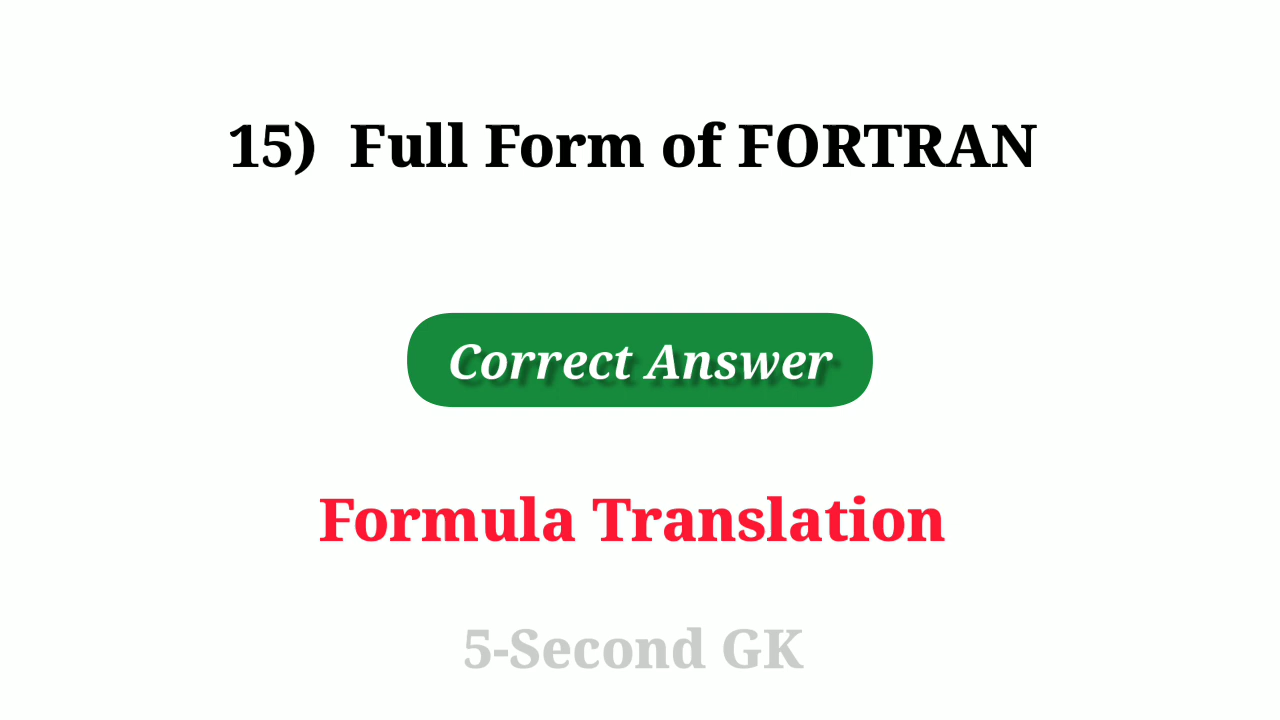 15) Full Form of FORTRAN
Correct Answer
Formula Translation
5-Second GK